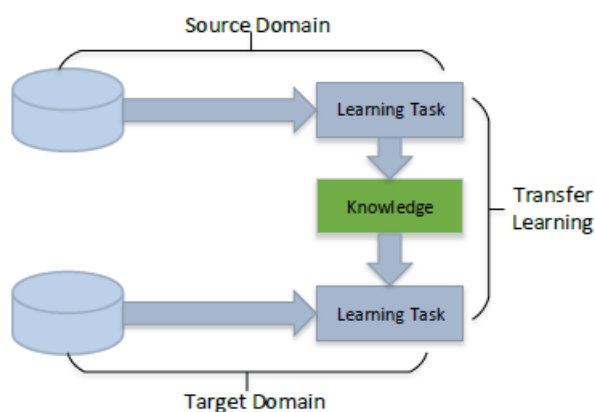 Source Domain
Learning Task
Knowledge
Transfer
Learning
Learning Task
Target Domain